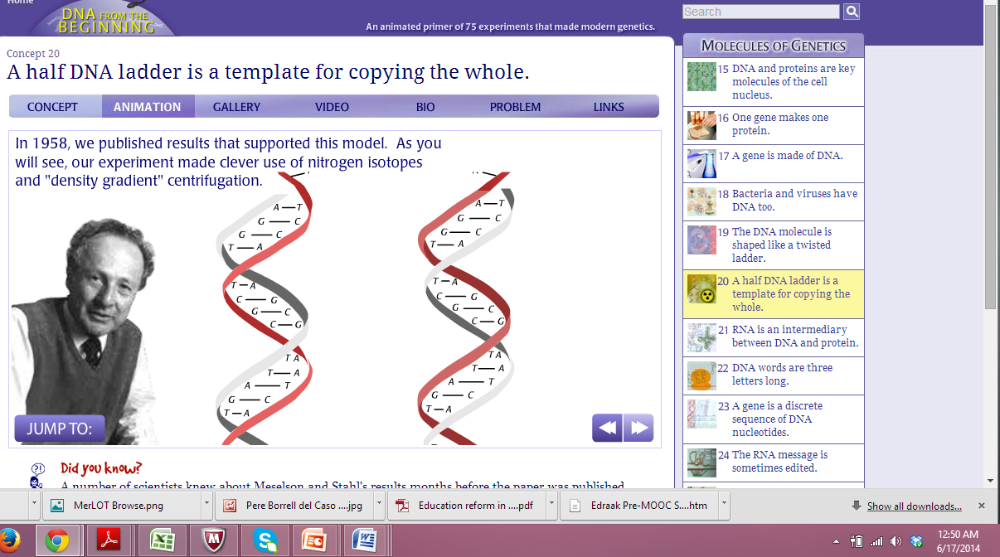 Home
DNA FROM THE
BEGINNING
An animated primer of 75 experiments that made modern genetics.
Search
Concept 20
A half DNA ladder is a template for copying the whole.
CONCEPT
ANIMATION
GALLERY
VIDEO
BIO
PROBLEM
LINKS
In 1958, we published results that supported this model. As you
will see, our experiment made clever use of nitrogen isotopes
and "density gradient" centrifugation.
A — T
G — C
G — C
T — A
T — A
C — G
G — C
C — G
T A
T — A
A — T
G — C
T — A
A — T
G — C
G — C
T — A
T — A
C — G
G — C
C — G
T A
T — A
A — T
G — C
T — A
JUMP TO:
?!
Did you know?
A number of scientists knew about Meselson and Stahl's results months before the paper was published.
MOLECULES OF GENETICS
15 DNA and proteins are key
molecules of the cell
nucleus.
16 One gene makes one
protein.
17 A gene is made of DNA.
18 Bacteria and viruses have
DNA too.
19 The DNA molecule is
shaped like a twisted
ladder.
20 A half DNA ladder is a
template for copying the
whole.
21 RNA is an intermediary
between DNA and protein.
22 DNA words are three
letters long.
23 A gene is a discrete
sequence of DNA
nucleotides.
24 The RNA message is
sometimes edited.
MerLOT Browse.png
Pere Borrell del Caso ....jpg
Education reform in ....pdf
Edraak Pre-MOOC S....htm
Show all downloads...
12:50 AM
6/17/2014